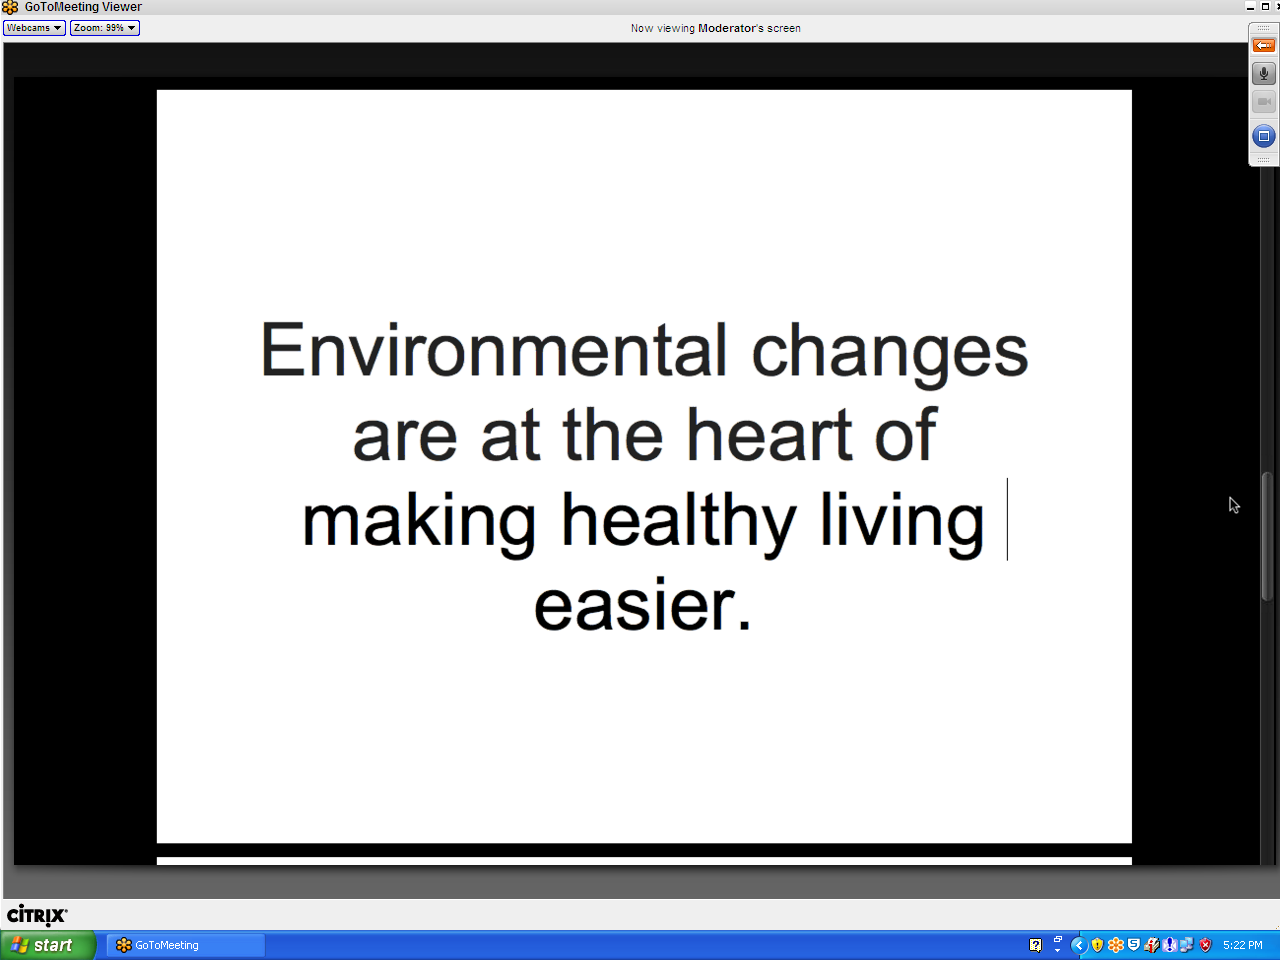 GoToMeeting Viewer
Webcams Zoom: 99% Now viewing Moderator's screen
Environmental changes
are at the heart of
making healthy living
easier.
CITRIX
start GoToMeeting 5:22 PM